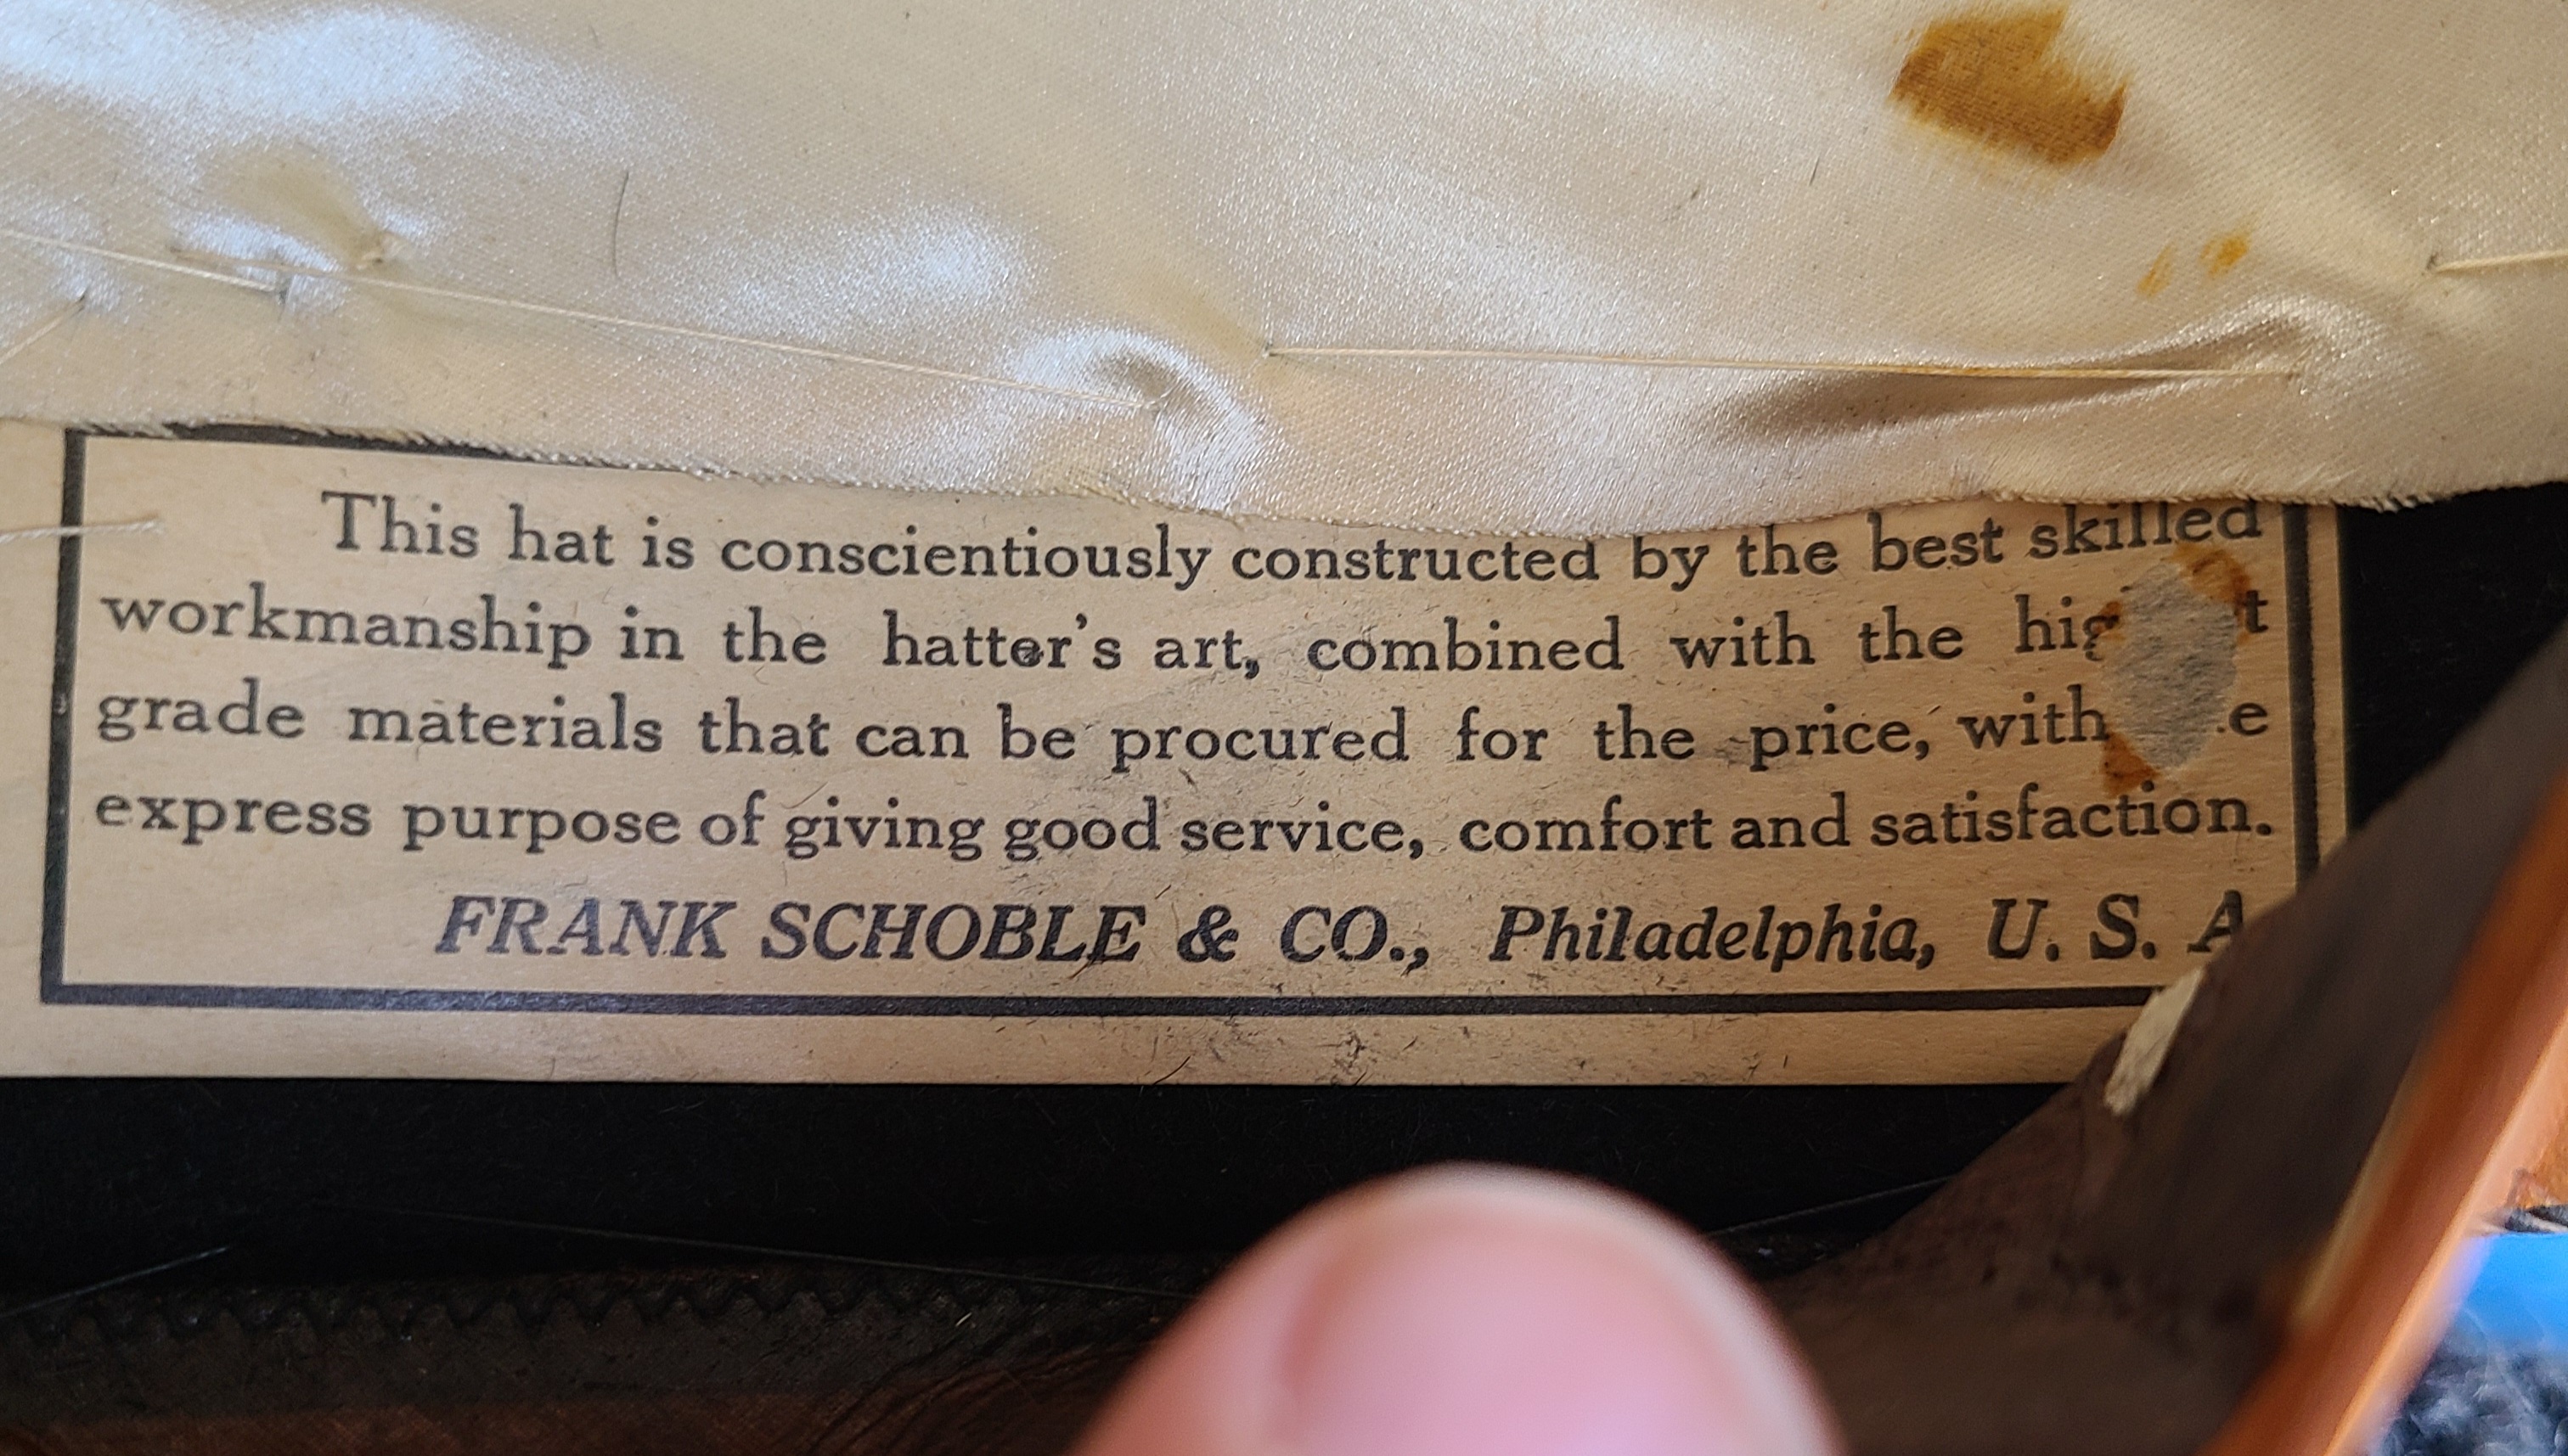 This hat is conscientiously constructed by the best skilled
workmanship in the hatter's art, combined with the
grade materials that can be procured for the price, with
express purpose of giving good service, comfort and satisfaction.
FRANK SCHOBLE & CO., Philadelphia, U. S. A